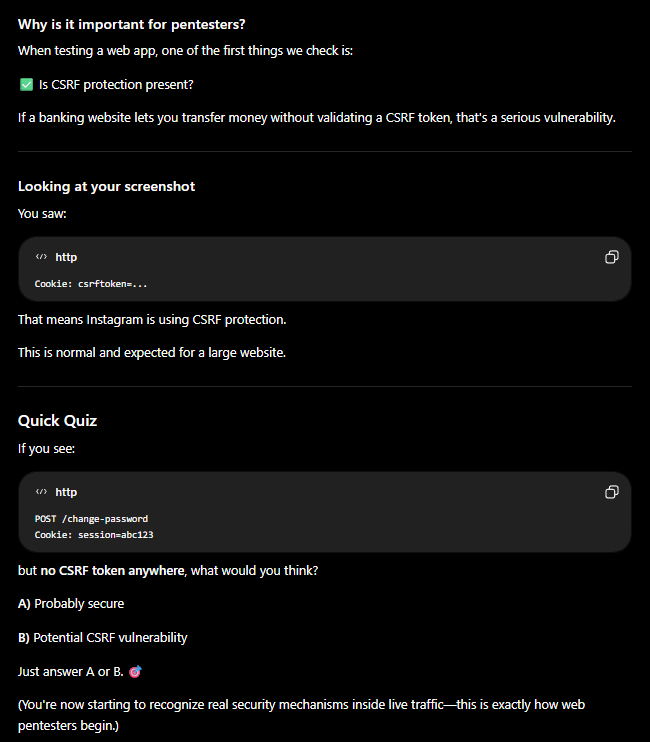 Why is it important for pentesters?
When testing a web app, one of the first things we check is:
✅ Is CSRF protection present?
If a banking website lets you transfer money without validating a CSRF token, that's a serious vulnerability.
Looking at your screenshot
You saw:
</> http
Cookie: csrftoken=...
That means Instagram is using CSRF protection.
This is normal and expected for a large website.
Quick Quiz
If you see:
</> http
POST /change-password
Cookie: session=abc123
but no CSRF token anywhere, what would you think?
A) Probably secure
B) Potential CSRF vulnerability
Just answer A or B. 🎯
(You're now starting to recognize real security mechanisms inside live traffic—this is exactly how web
pentesters begin.)